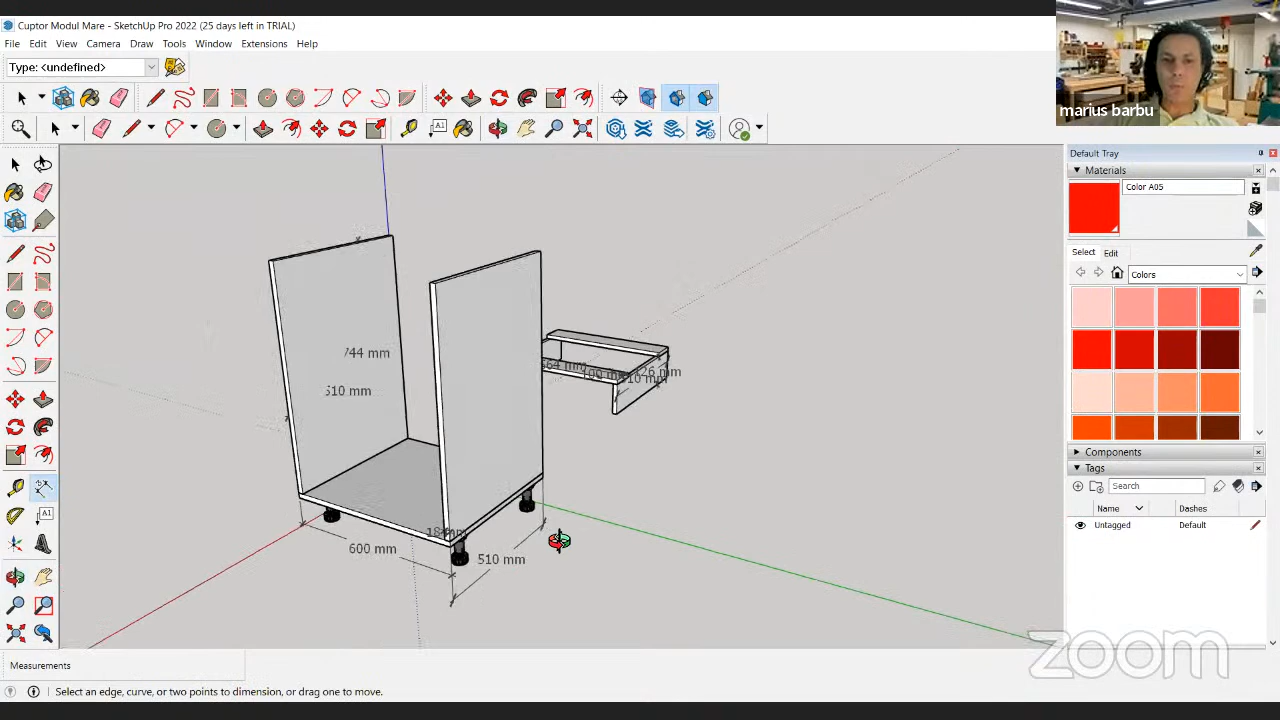 Cuptor Modul Mare - SketchUp Pro 2022 (25 days left in TRIAL)
File Edit View Camera Draw Tools Window Extensions Help
Type: <undefined>
marius barbu
Default Tray
Materials
Color A05
Select Edit
Colors
Components
Tags
Search
Name Dashes
Untagged Default
744 mm
510 mm
126 mm
600 mm
510 mm
zoom
Measurements
Select an edge, curve, or two points to dimension, or drag one to move.